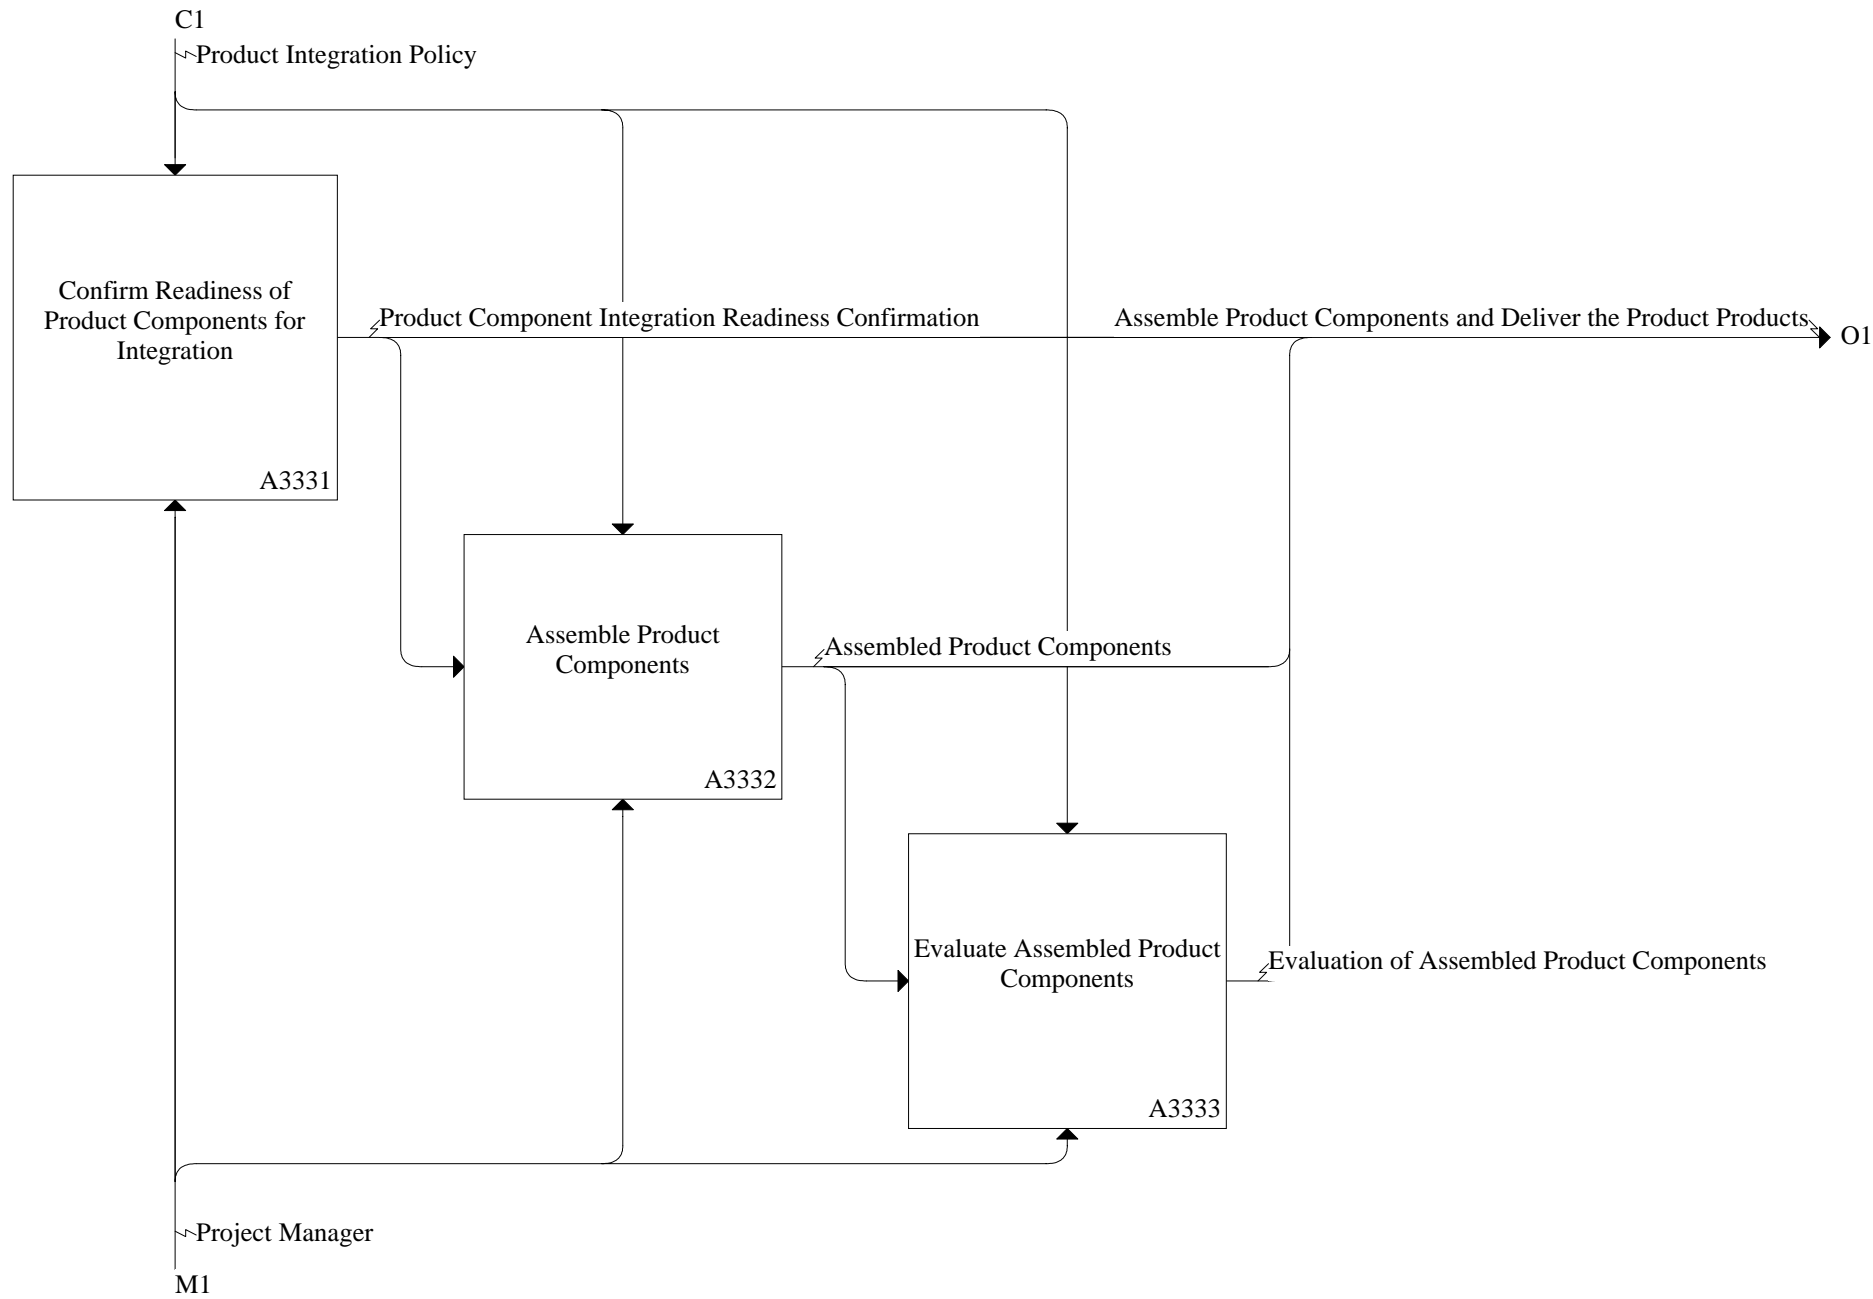 C1
Product Integration Policy
Confirm Readiness of
Product Components for
Integration
A3331
Product Component Integration Readiness Confirmation
Assemble Product Components and Deliver the Product Products
O1
Assemble Product
Components
A3332
Assembled Product Components
Evaluate Assembled Product
Components
A3333
Evaluation of Assembled Product Components
Project Manager
M1